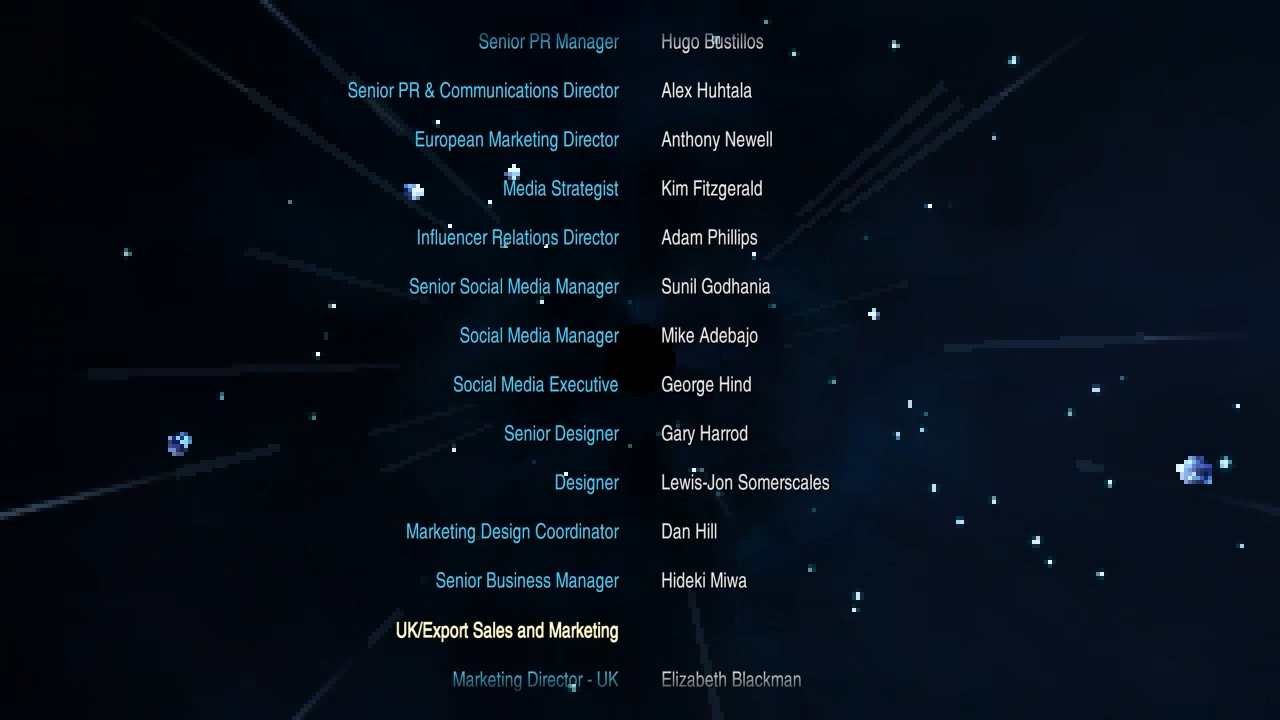 Senior PR Manager Hugo Bustillos
Senior PR & Communications Director Alex Huhtala
European Marketing Director Anthony Newell
Media Strategist Kim Fitzgerald
Influencer Relations Director Adam Phillips
Senior Social Media Manager Sunil Godhania
Social Media Manager Mike Adebajo
Social Media Executive George Hind
Senior Designer Gary Harrod
Designer Lewis-Jon Somerscales
Marketing Design Coordinator Dan Hill
Senior Business Manager Hideki Miwa
UK/Export Sales and Marketing
Marketing Director - UK Elizabeth Blackman